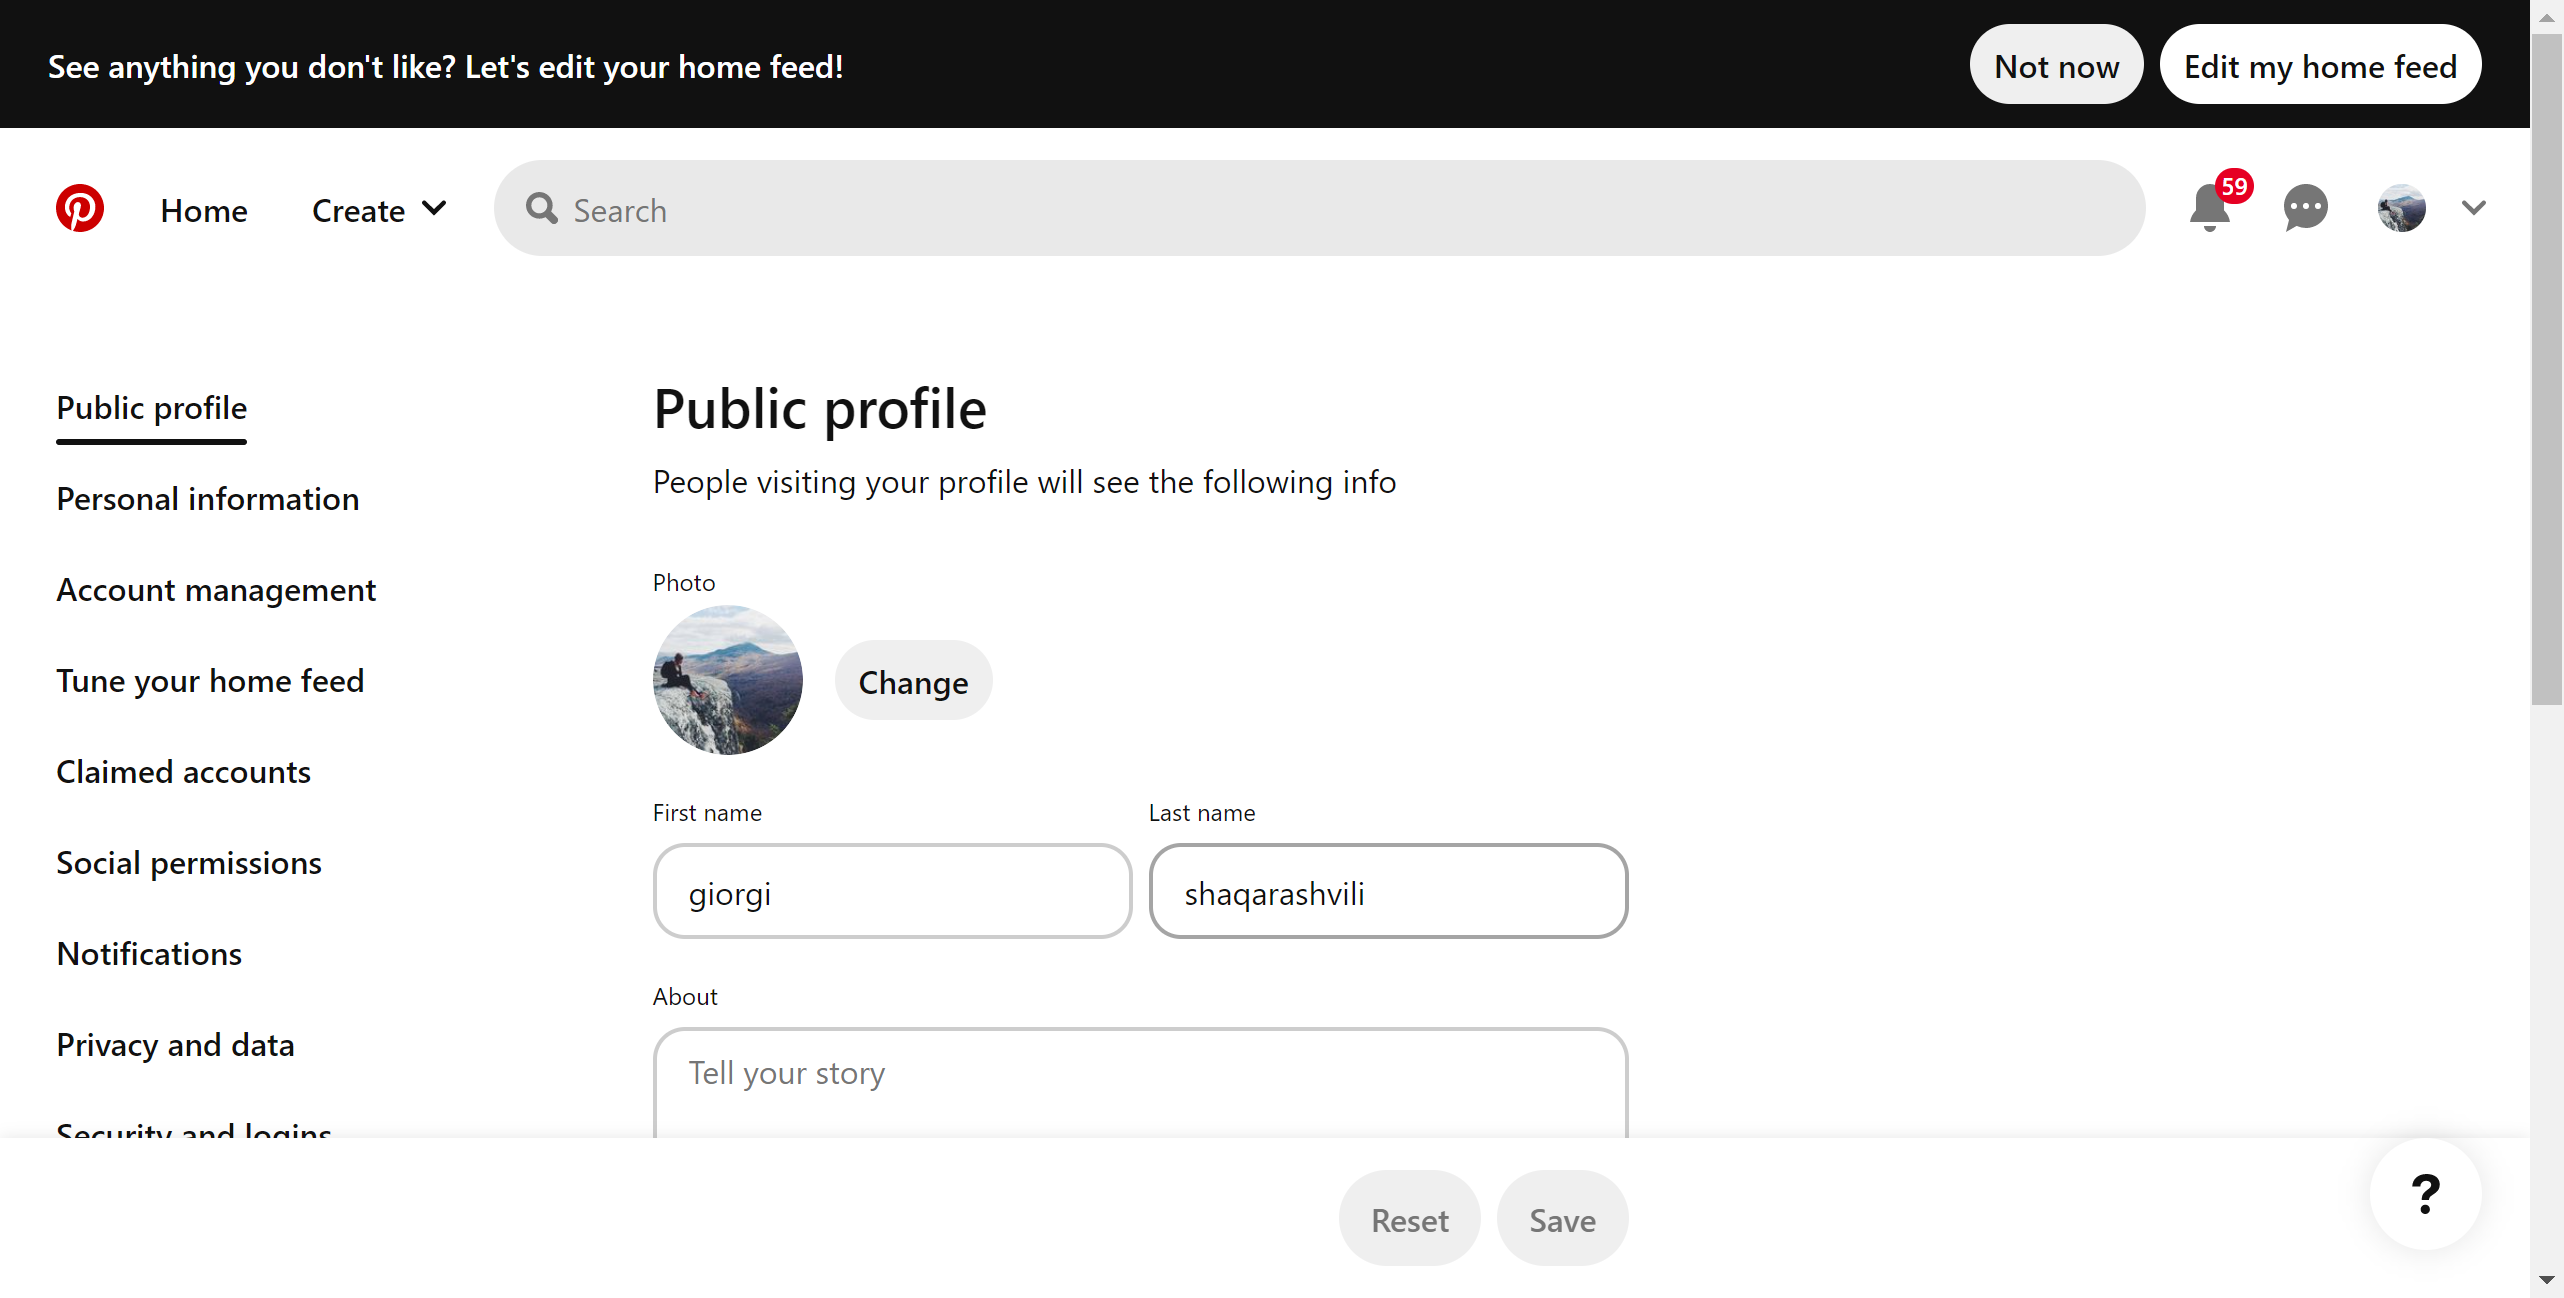 See anything you don't like? Let's edit your home feed!
Not now
Edit my home feed
Home
Create
Search
59
Public profile
Personal information
Account management
Tune your home feed
Claimed accounts
Social permissions
Notifications
Privacy and data
Security and logins
Public profile
People visiting your profile will see the following info
Photo
Change
First name
Last name
giorgi
shaqarashvili
About
Tell your story
Reset
Save
?